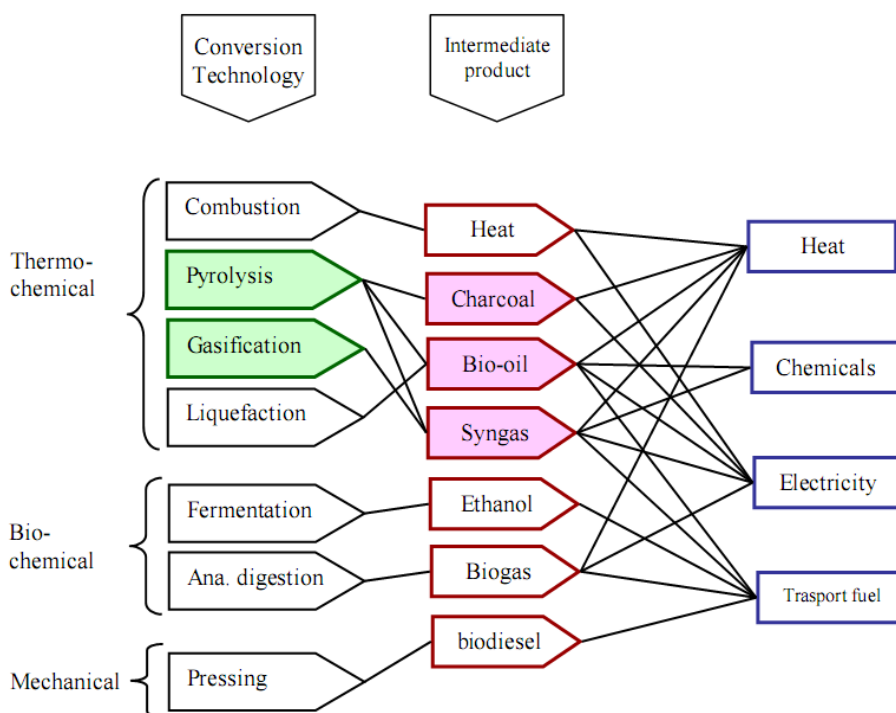 Conversion
Technology
Intermediate
product
Thermo-
chemical
Combustion
Pyrolysis
Gasification
Liquefaction
Heat
Charcoal
Bio-oil
Syngas
Heat
Chemicals
Electricity
Trasport fuel
Bio-
chemical
Fermentation
Ana. digestion
Ethanol
Biogas
Mechanical
Pressing
biodiesel